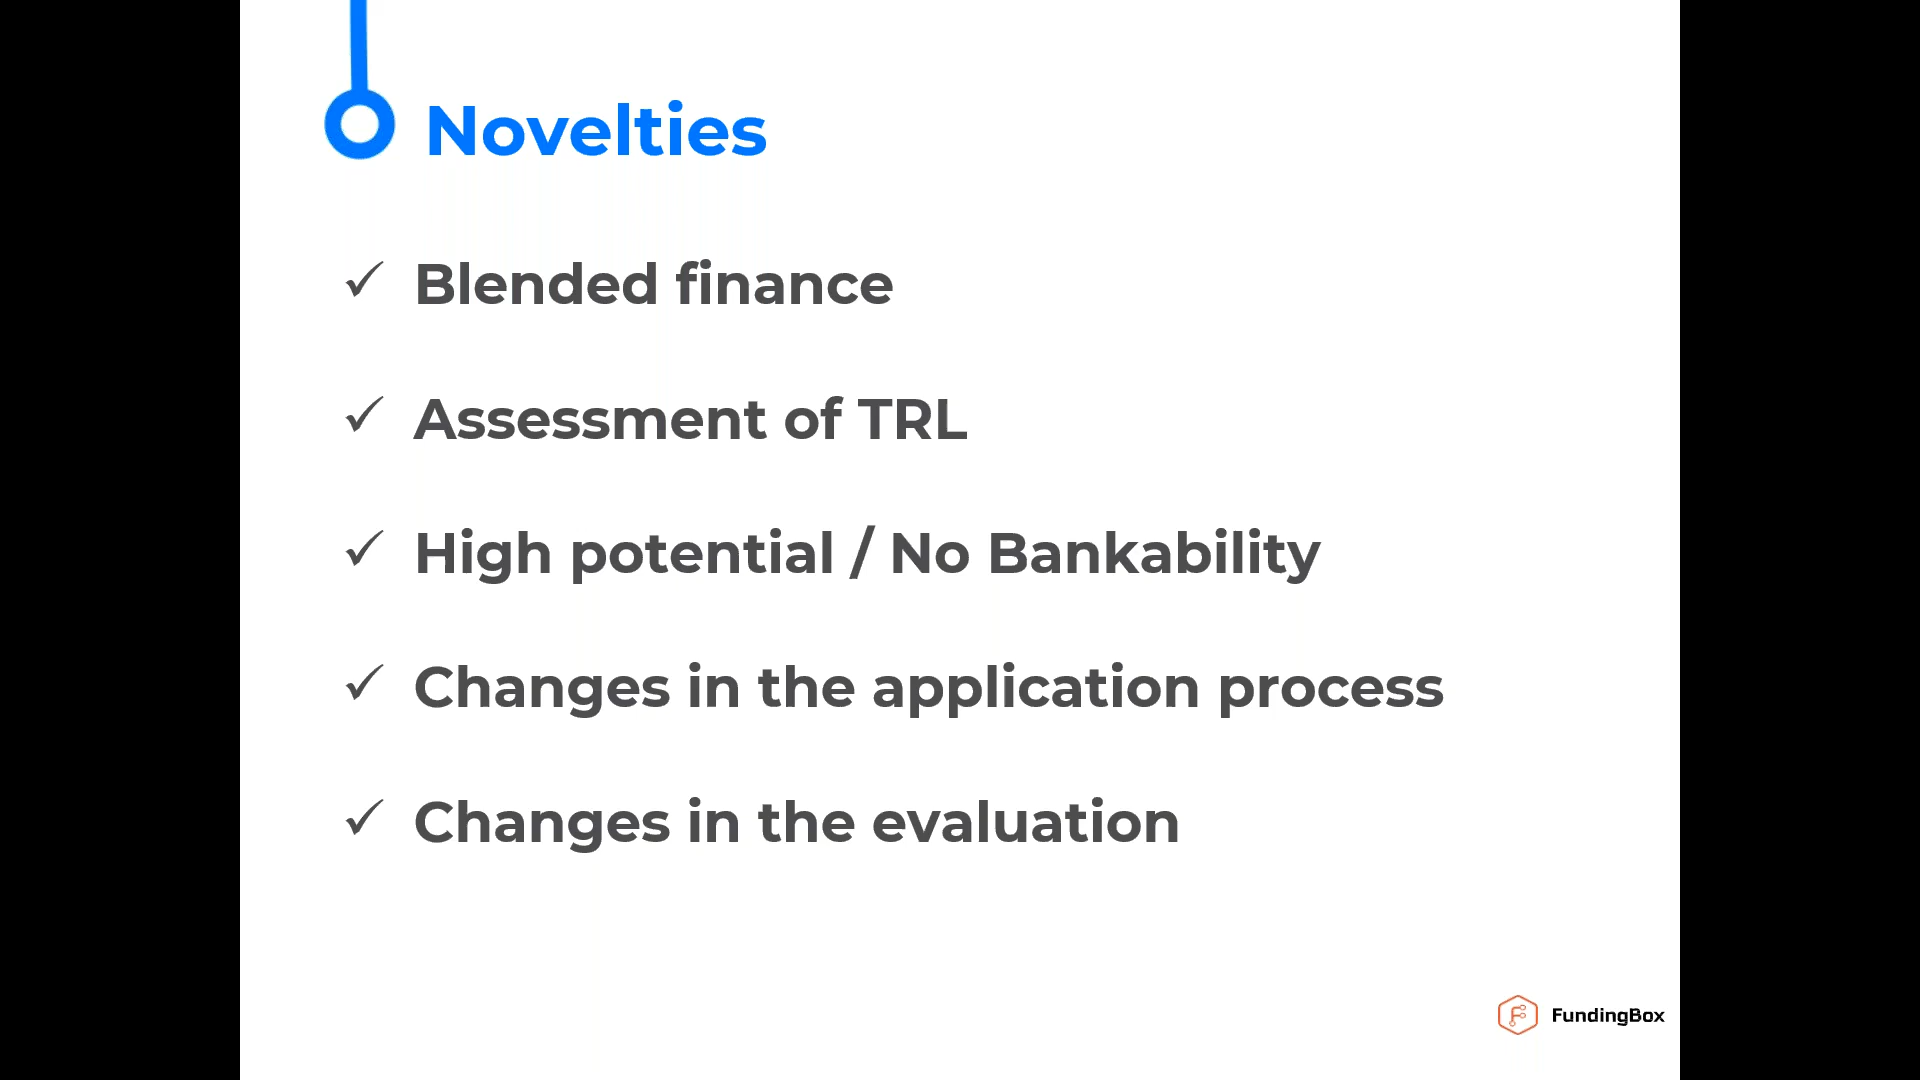 Novelties
✓ Blended finance
✓ Assessment of TRL
✓ High potential / No Bankability
✓ Changes in the application process
✓ Changes in the evaluation
FundingBox